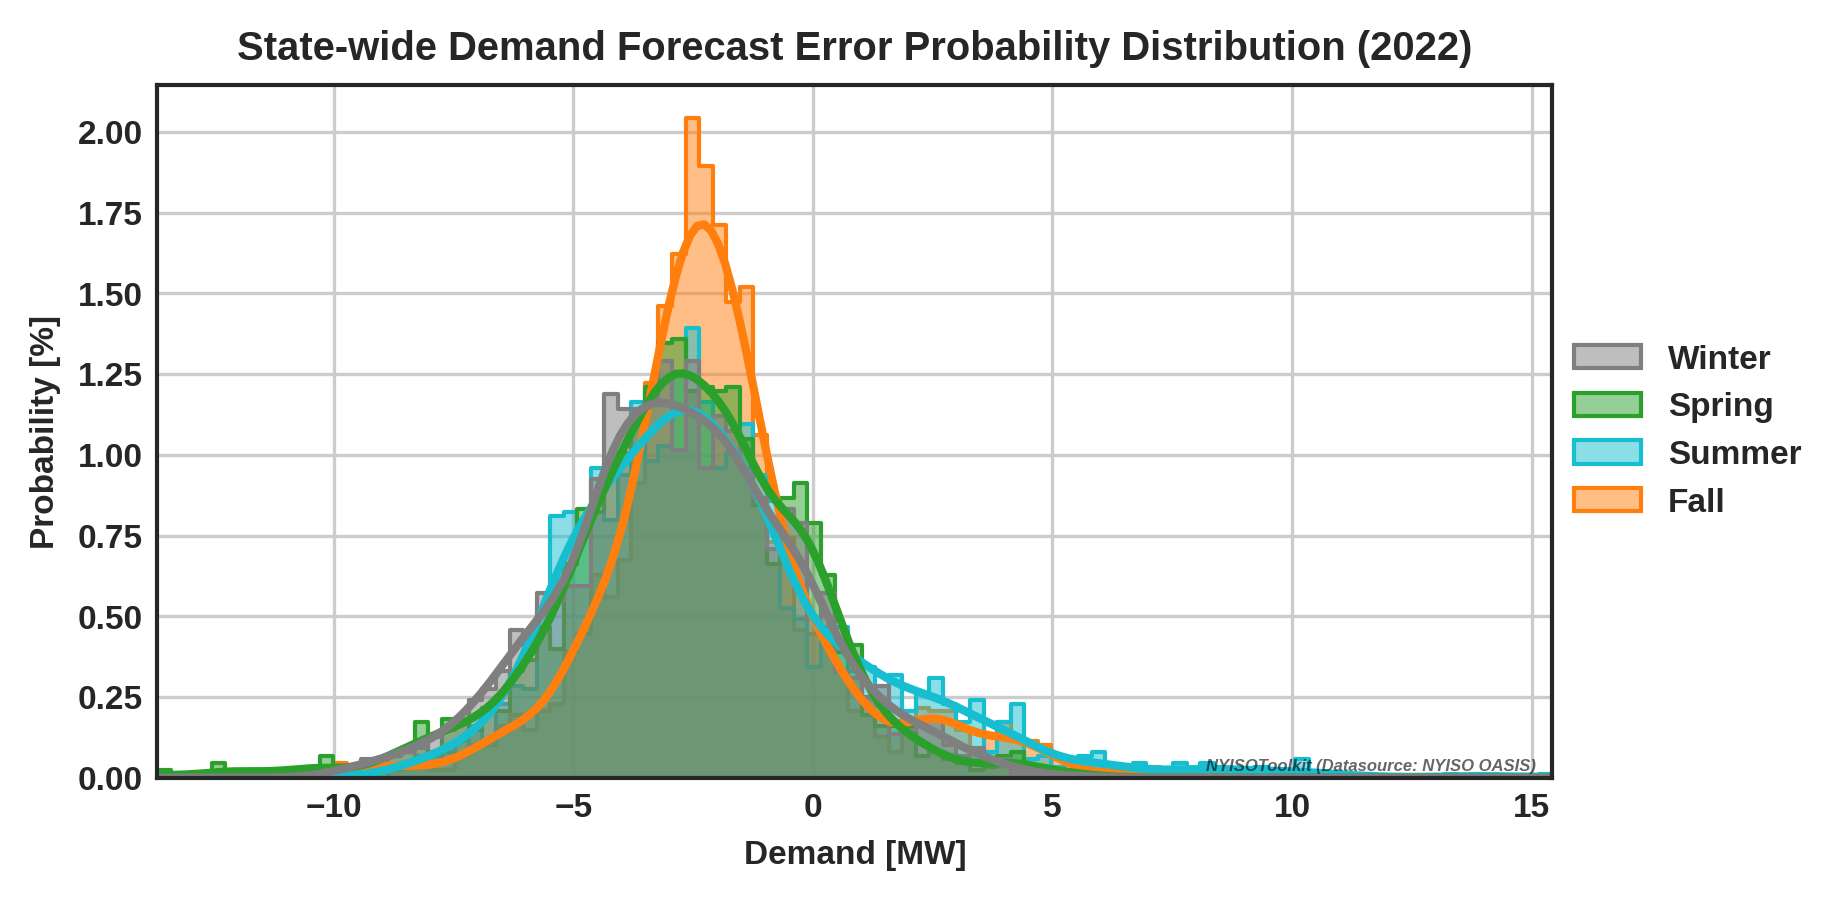 State-wide Demand Forecast Error Probability Distribution (2022)
Probability [%]
2.00
1.75
1.50
1.25
1.00
0.75
0.50
0.25
0.00
−10
−5
0
5
10
15
Demand [MW]
Winter
Spring
Summer
Fall
NYISOToolkit (Datasource: NYISO OASIS)